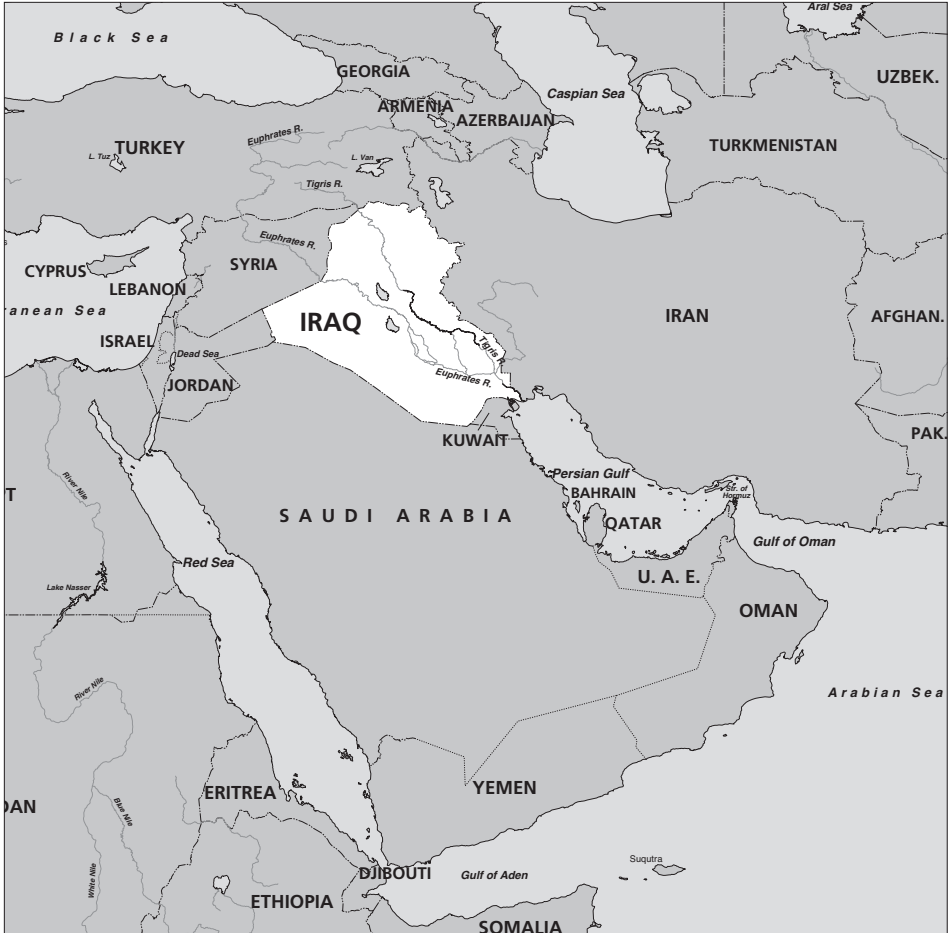 Aral Sea
Black Sea
GEORGIA
UZBEK.
Caspian Sea
ARMENIA
AZERBAIJAN
Euphrates R.
TURKEY
TURKMENISTAN
L. Tuz
L. Van
Tigris R.
Euphrates R.
SYRIA
CYPRUS
LEBANON
ranean Sea
IRAQ
IRAN
AFGHAN.
ISRAEL
Dead Sea
Tigris R.
JORDAN
Euphrates R.
KUWAIT
PAK.
Persian Gulf
River Nile
T
BAHRAIN
Str. of
Hormuz
SAUDI ARABIA
QATAR
Gulf of Oman
Red Sea
U. A. E.
Lake Nasser
OMAN
River Nile
Arabian Sea
ERITREA
YEMEN
DAN
Blue Nile
Suqutra
DJIBOUTI
Gulf of Aden
White Nile
ETHIOPIA
SOMALIA